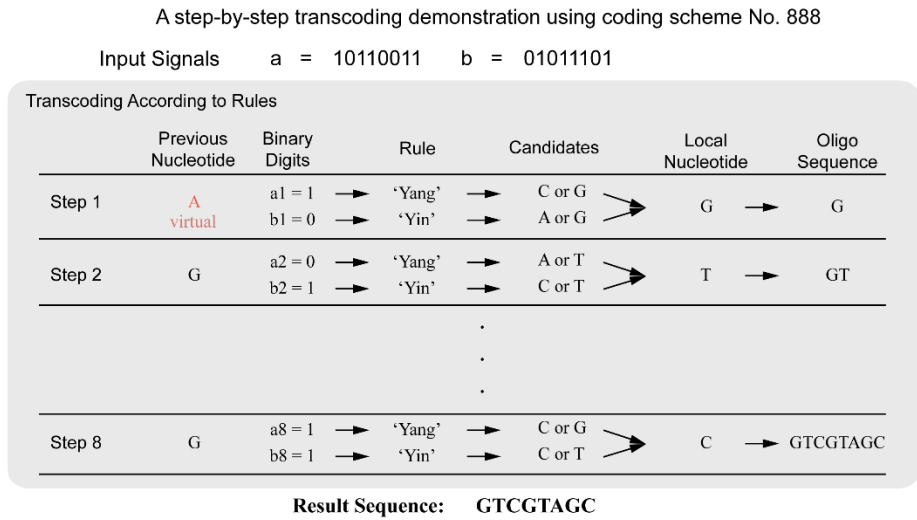 A step-by-step transcoding demonstration using coding scheme No. 888
Input Signals a = 10110011 b = 01011101
Transcoding According to Rules
Previous Nucleotide Binary Digits Rule Candidates Local Nucleotide Oligo Sequence
Step 1 A virtual a1 = 1 'Yang' C or G G G
b1 = 0 'Yin' A or G
Step 2 G a2 = 0 'Yang' A or T T GT
b2 = 1 'Yin' C or T
.
.
.
Step 8 G a8 = 1 'Yang' C or G C GTCGTAGC
b8 = 1 'Yin' C or T
Result Sequence: GTCGTAGC